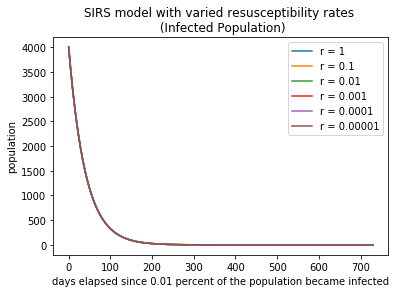 SIRS model with varied resusceptibility rates
(Infected Population)
4000
3500
3000
2500
2000
1500
1000
500
0
population
r = 1
r = 0.1
r = 0.01
r = 0.001
r = 0.0001
r = 0.00001
0 100 200 300 400 500 600 700
days elapsed since 0.01 percent of the population became infected